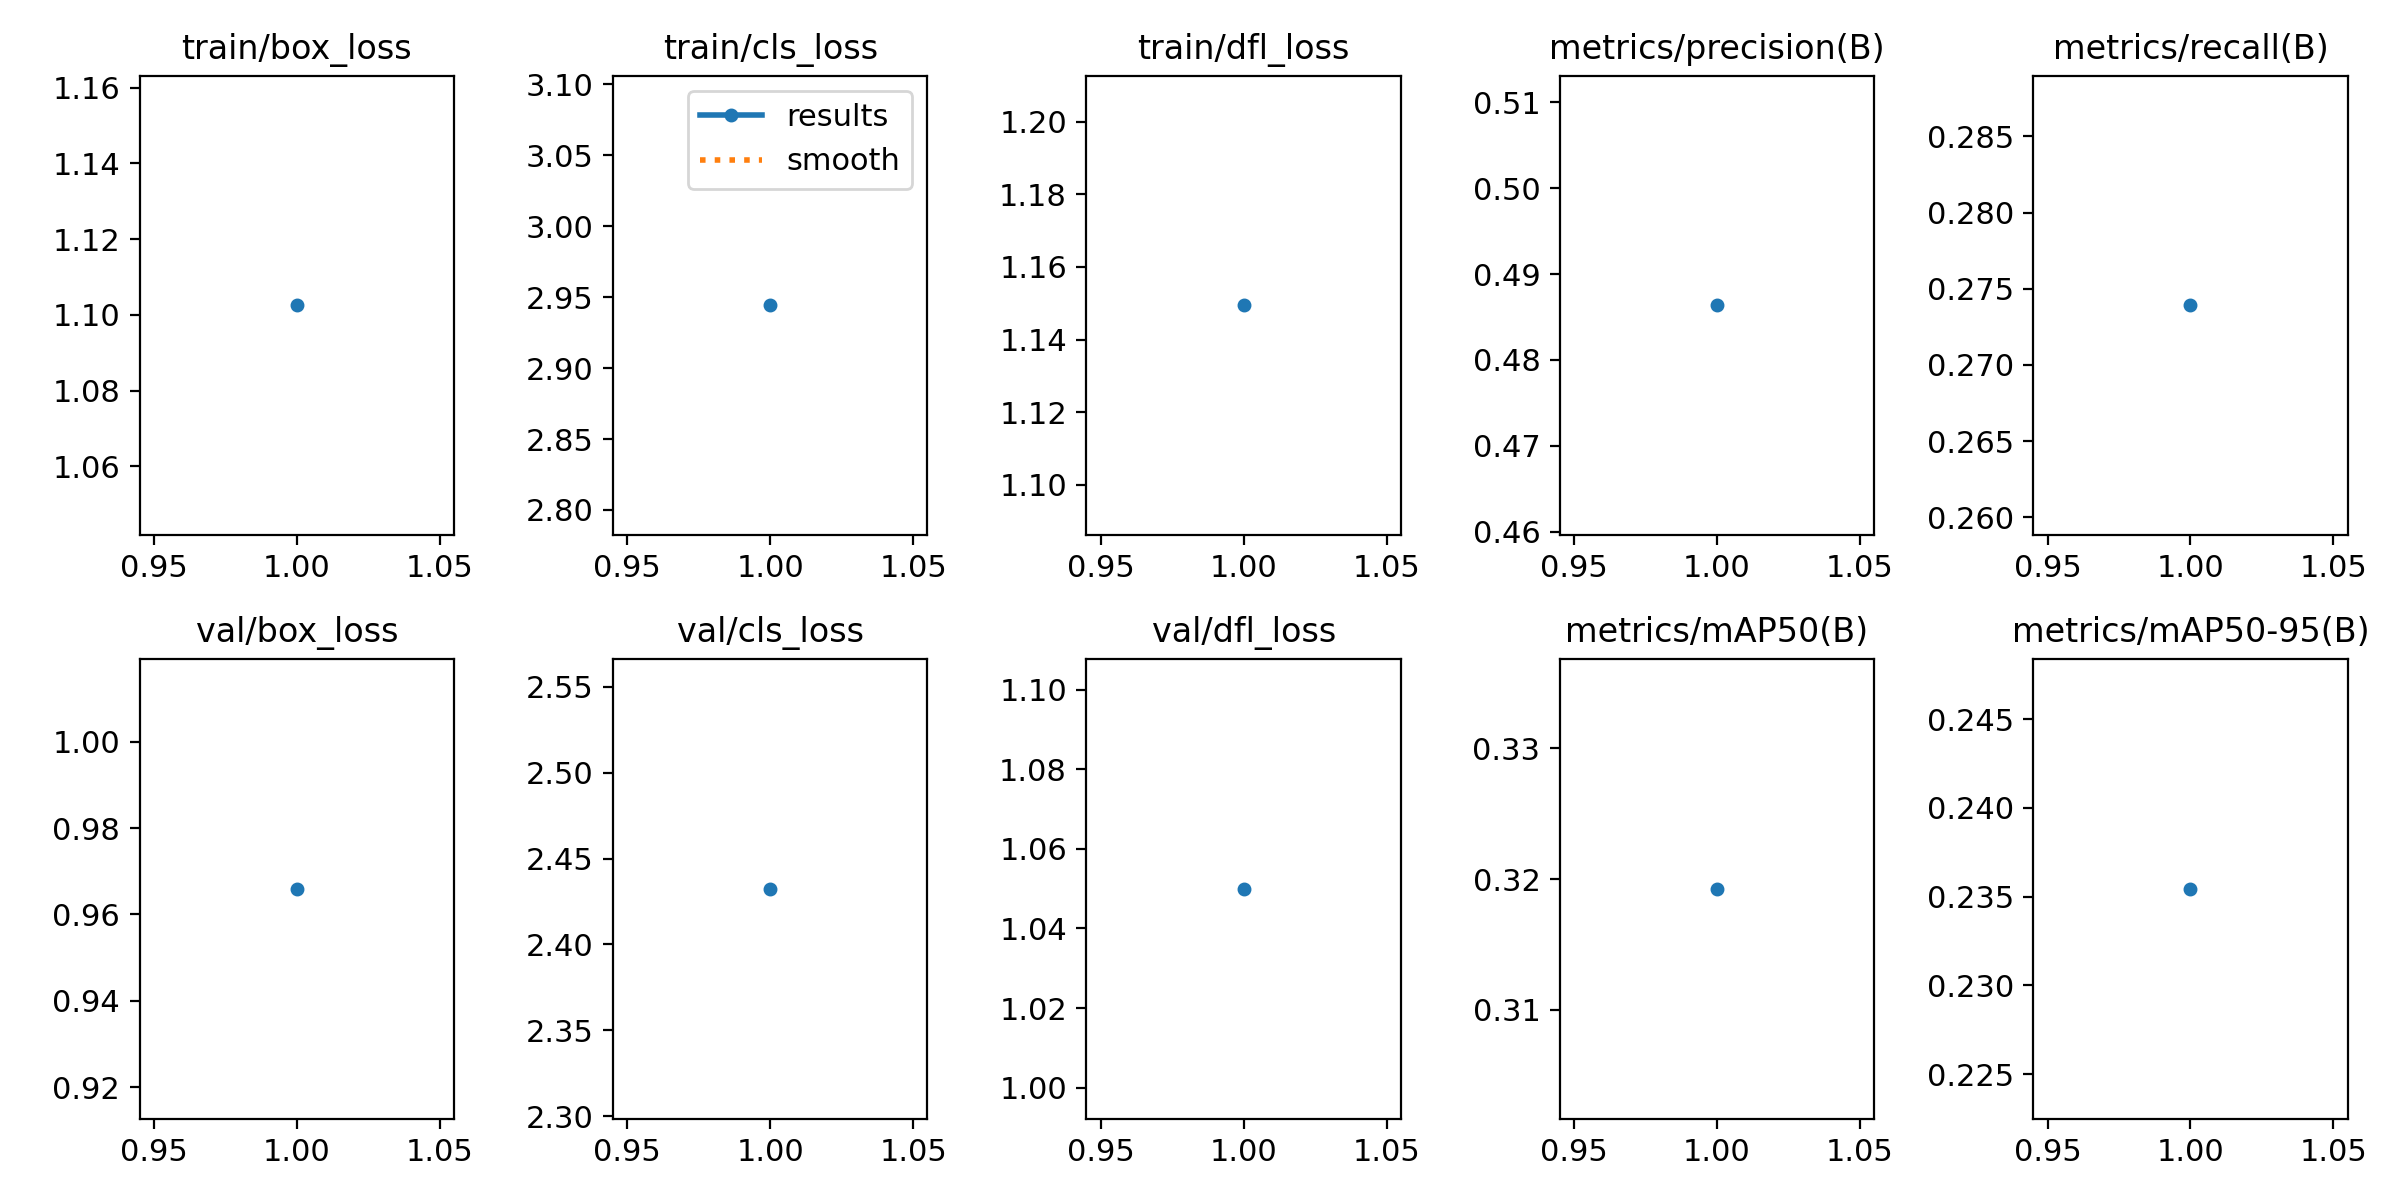 train/box_loss
1.16
1.14
1.12
1.10
1.08
1.06
0.95 1.00 1.05
train/cls_loss
3.10
3.05
3.00
2.95
2.90
2.85
2.80
results
smooth
0.95 1.00 1.05
train/dfl_loss
1.20
1.18
1.16
1.14
1.12
1.10
0.95 1.00 1.05
metrics/precision(B)
0.51
0.50
0.49
0.48
0.47
0.46
0.95 1.00 1.05
metrics/recall(B)
0.285
0.280
0.275
0.270
0.265
0.260
0.95 1.00 1.05
val/box_loss
1.00
0.98
0.96
0.94
0.92
0.95 1.00 1.05
val/cls_loss
2.55
2.50
2.45
2.40
2.35
2.30
0.95 1.00 1.05
val/dfl_loss
1.10
1.08
1.06
1.04
1.02
1.00
0.95 1.00 1.05
metrics/mAP50(B)
0.33
0.32
0.31
0.95 1.00 1.05
metrics/mAP50-95(B)
0.245
0.240
0.235
0.230
0.225
0.95 1.00 1.05